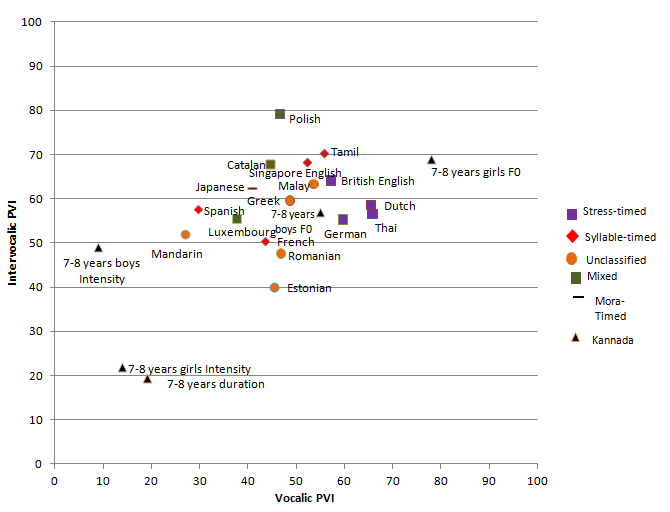 100
90
80
70
60
50
40
30
20
10
0
Intervocalic PVI
Polish
Tamil
Catalan
Singapore English
7-8 years girls F0
British English
Japanese
Malay
Greek
Dutch
Spanish
7-8 years
boys F0
Thai
Luxembourg
German
French
Mandarin
Romanian
7-8 years boys
Intensity
Estonian
7-8 years girls Intensity
7-8 years duration
0 10 20 30 40 50 60 70 80 90 100
Vocalic PVI
Stress-timed
Syllable-timed
Unclassified
Mixed
Mora-
Timed
Kannada